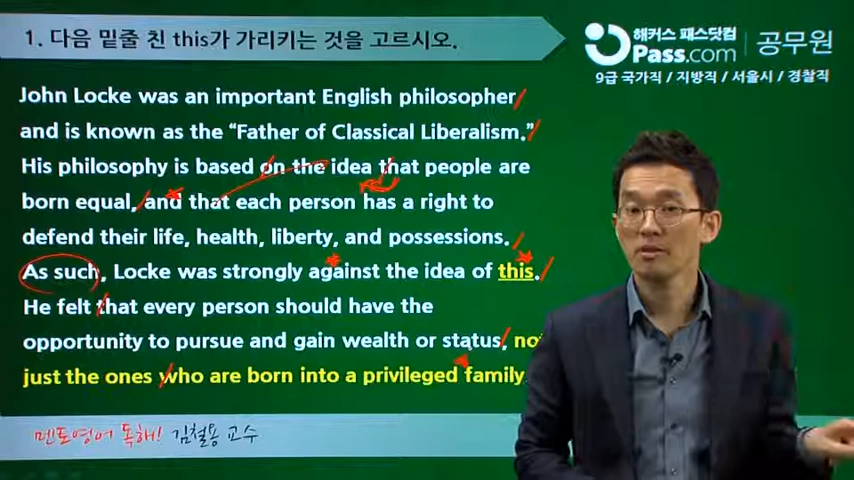 1. 다음 밑줄 친 this가 가리키는 것을 고르시오.
해커스 패스닷컴
Pass.com
공무원
9급 국가직 / 지방직 / 서울시 / 경찰직
John Locke was an important English philosopher
and is known as the “Father of Classical Liberalism.”
His philosophy is based on the idea that people are
born equal, and that each person has a right to
defend their life, health, liberty, and possessions.
As such, Locke was strongly against the idea of this.
He felt that every person should have the
opportunity to pursue and gain wealth or status,
just the ones who are born into a privileged family
멘토영어 독해! 김철용 교수